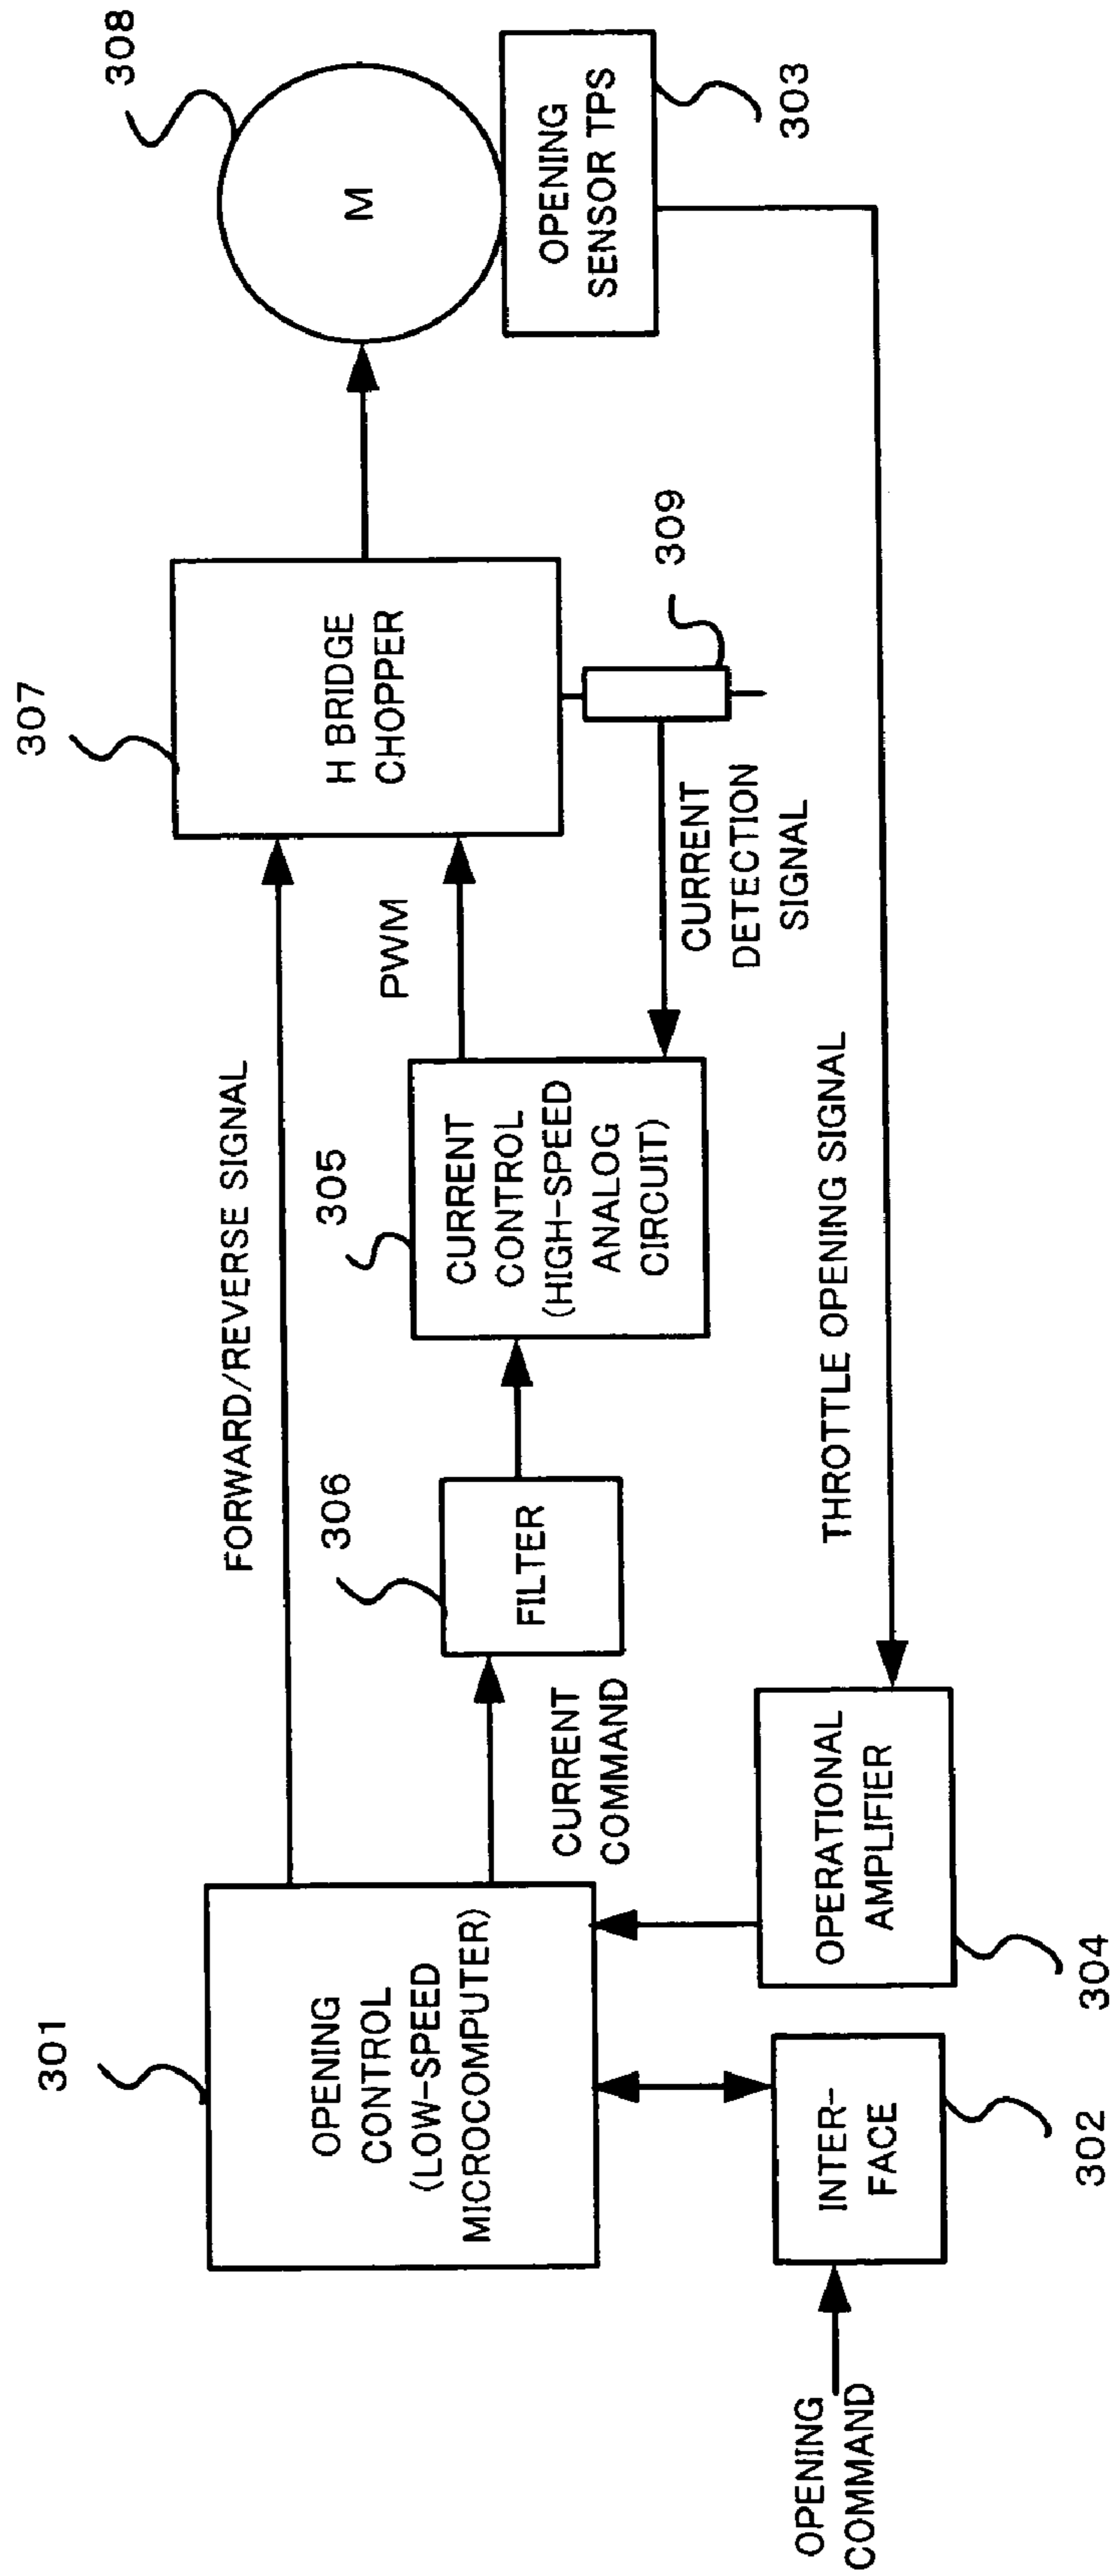 301
OPENING
CONTROL
(LOW-SPEED
MICROCOMPUTER)
OPENING
COMMAND
INTER-
FACE
302
OPERATIONAL
AMPLIFIER
304
CURRENT
COMMAND
306
FILTER
FORWARD/REVERSE SIGNAL
305
CURRENT
CONTROL
(HIGH-SPEED
ANALOG
CIRCUIT)
THROTTLE OPENING SIGNAL
PWM
CURRENT
DETECTION
SIGNAL
307
H BRIDGE
CHOPPER
309
308
M
OPENING
SENSOR TPS
303